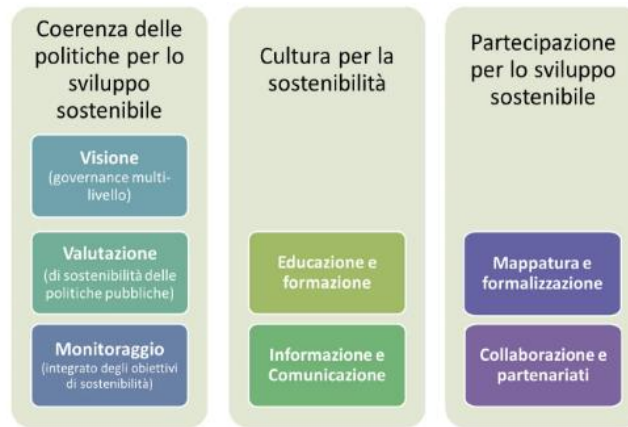 Coerenza delle
politiche per lo
sviluppo
sostenibile
Visione
(governance multi-
livello)
Valutazione
(di sostenibilità delle
politiche pubbliche)
Monitoraggio
(integrato degli obiettivi
di sostenibilità)
Cultura per la
sostenibilità
Educazione e
formazione
Informazione e
Comunicazione
Partecipazione
per lo sviluppo
sostenibile
Mappatura e
formalizzazione
Collaborazione e
partenariati